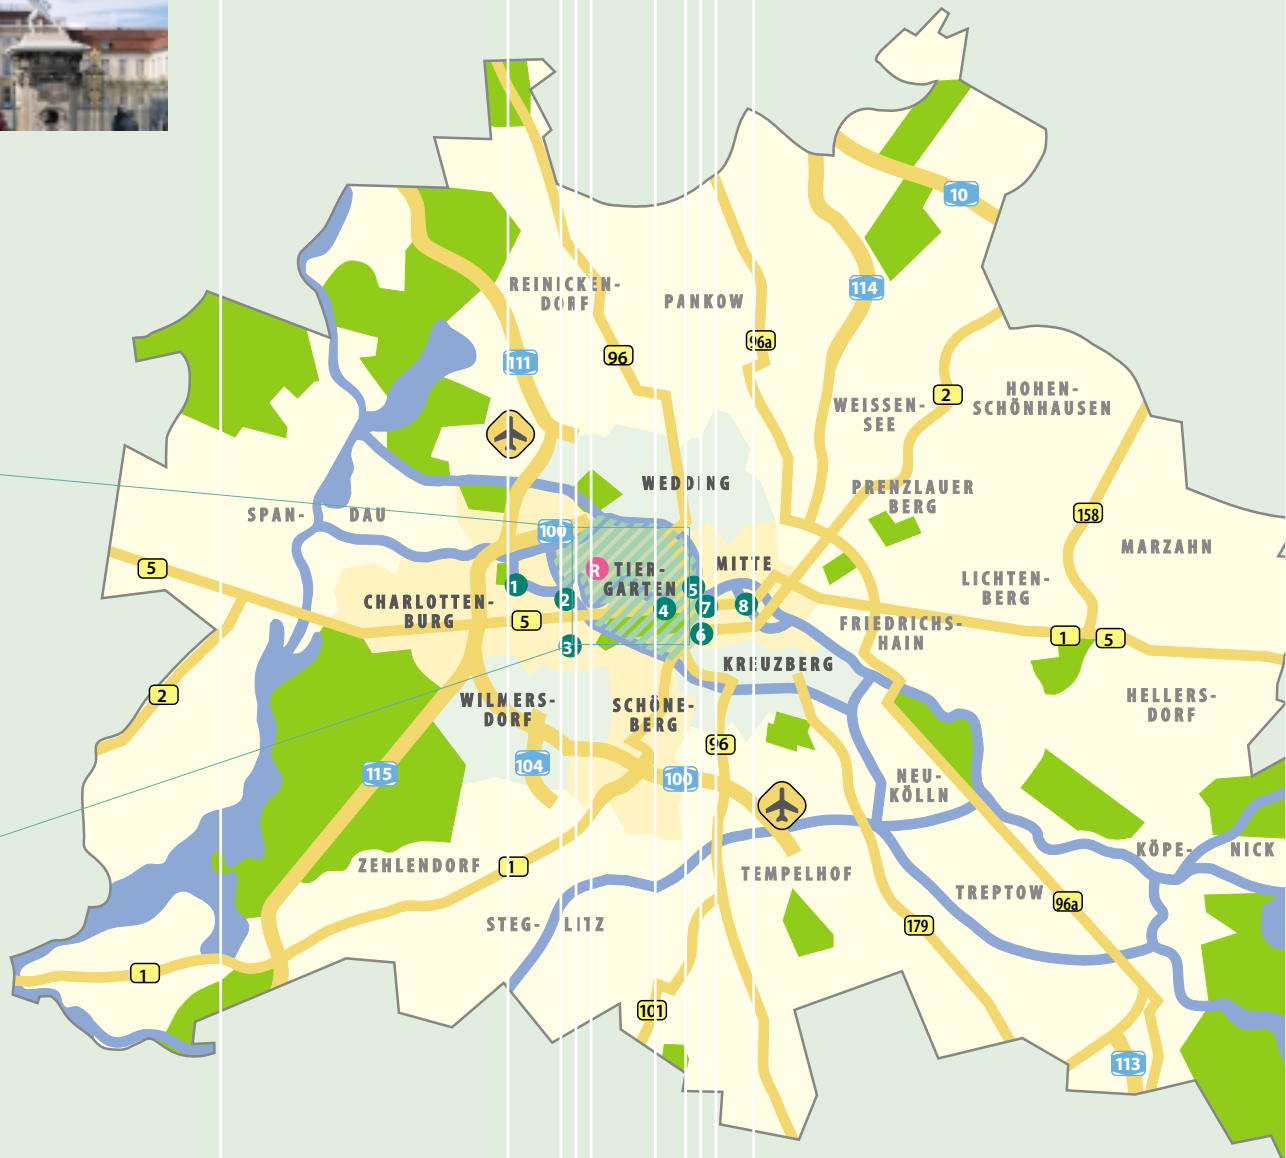 10
REINICKEN-
DORF
PANKOW
114
96a
96
111
2
HOHEN-
SCHÖNHAUSEN
WEISSEN-
SEE
WEDDING
PRENZLAUER
BERG
SPAN- DAU
158
100
MARZAHN
5
R
TIER-
GARTEN
MITTE
LICHTEN-
BERG
1
2
5
4
7
8
CHARLOTTEN-
BURG
5
6
3
FRIEDRICHS-
HAIN
1
5
KREUZBERG
2
WILMERS-
DORF
SCHÖNE-
BERG
HELLERS-
DORF
96
104
115
100
NEU-
KÖLLN
KÖPE- NICK
ZEHLENDORF
1
TEMPELHOF
TREPTOW
96a
STEG- LITZ
179
1
101
113